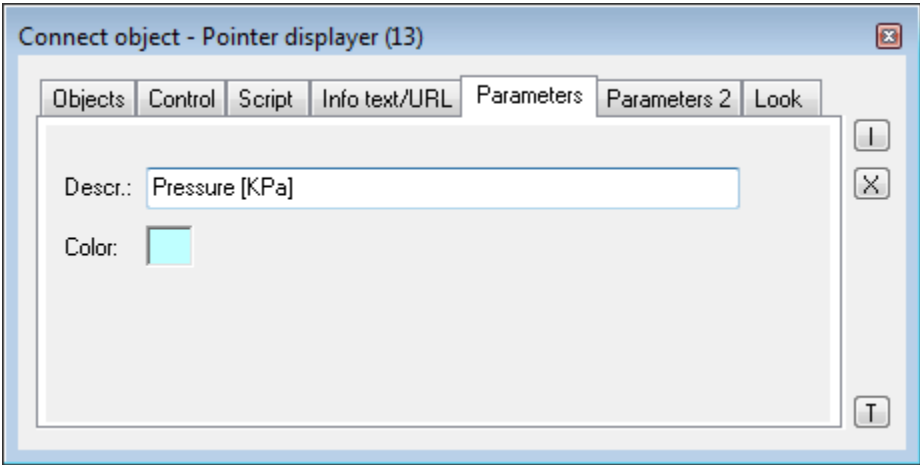 Connect object - Pointer displayer (13)
Objects Control Script Info text/URL Parameters Parameters 2 Look
I
Descr.: Pressure [KPa]
X
Color:
T